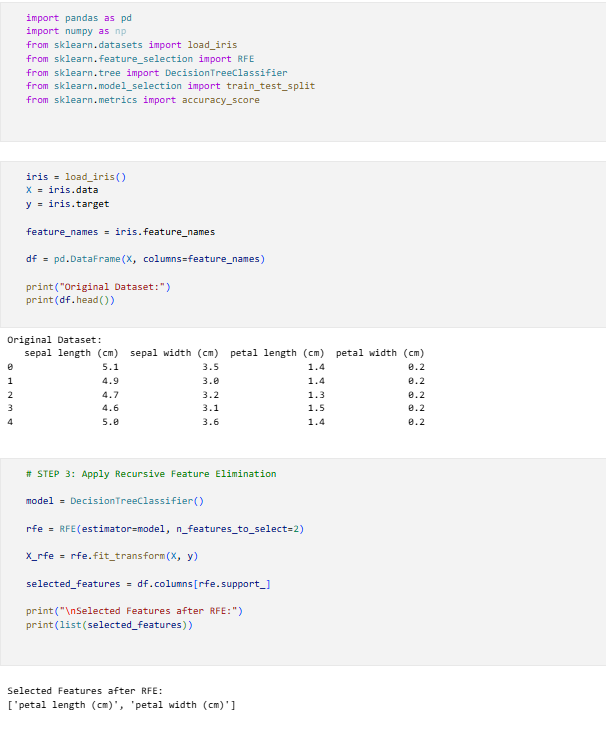 import pandas as pd
import numpy as np
from sklearn.datasets import load_iris
from sklearn.feature_selection import RFE
from sklearn.tree import DecisionTreeClassifier
from sklearn.model_selection import train_test_split
from sklearn.metrics import accuracy_score
iris = load_iris()
X = iris.data
y = iris.target
feature_names = iris.feature_names
df = pd.DataFrame(X, columns=feature_names)
print("Original Dataset:")
print(df.head())
Original Dataset:
   sepal length (cm)  sepal width (cm)  petal length (cm)  petal width (cm)
0                5.1               3.5                1.4               0.2
1                4.9               3.0                1.4               0.2
2                4.7               3.2                1.3               0.2
3                4.6               3.1                1.5               0.2
4                5.0               3.6                1.4               0.2
# STEP 3: Apply Recursive Feature Elimination
model = DecisionTreeClassifier()
rfe = RFE(estimator=model, n_features_to_select=2)
X_rfe = rfe.fit_transform(X, y)
selected_features = df.columns[rfe.support_]
print("\nSelected Features after RFE:")
print(list(selected_features))
Selected Features after RFE:
['petal length (cm)', 'petal width (cm)']